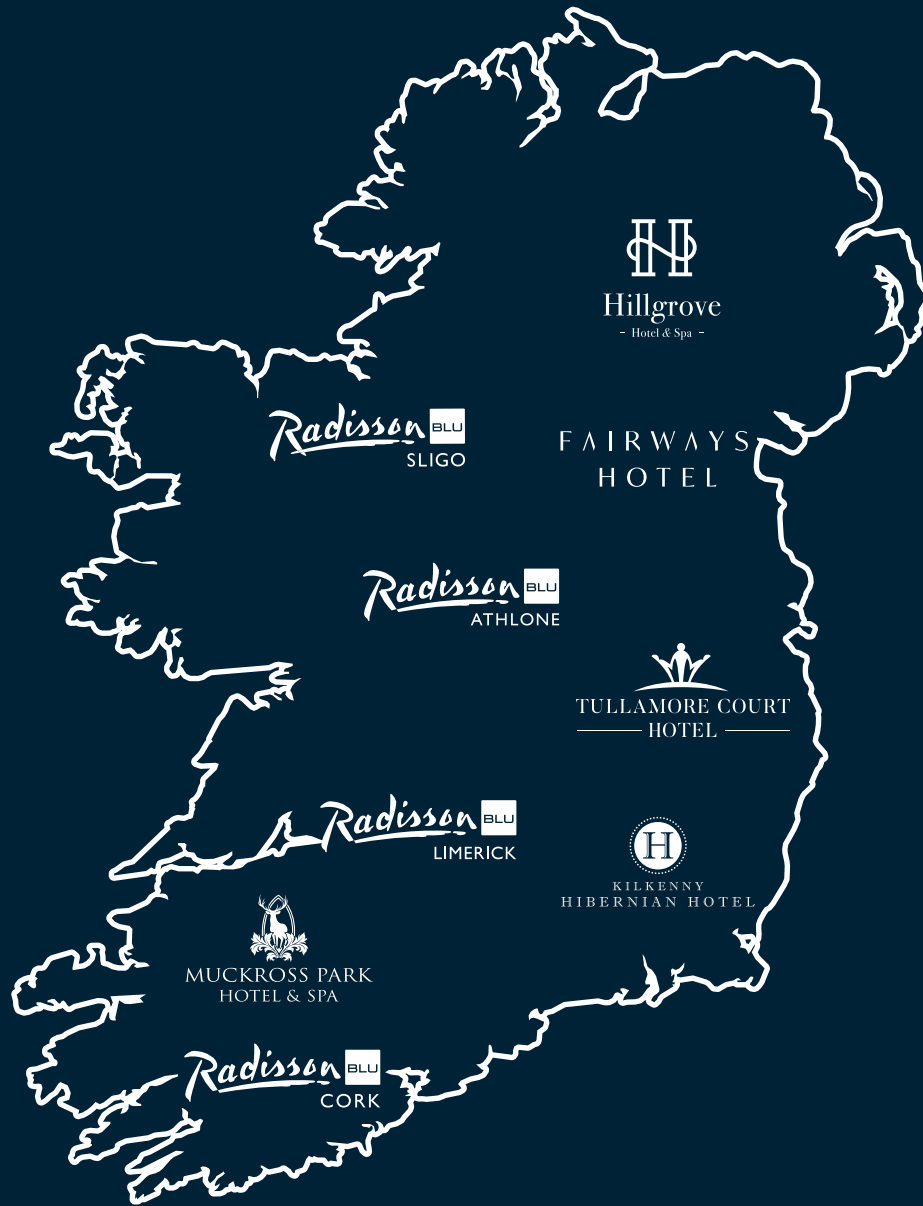 H
Hillgrove
- Hotel & Spa -
Radisson BLU
SLIGO
FAIRWAYS
HOTEL
Radisson BLU
ATHLONE
TULLAMORE COURT
HOTEL
Radisson BLU
LIMERICK
H
KILKENNY
HIBERNIAN HOTEL
MUCKROSS PARK
HOTEL & SPA
Radisson BLU
CORK